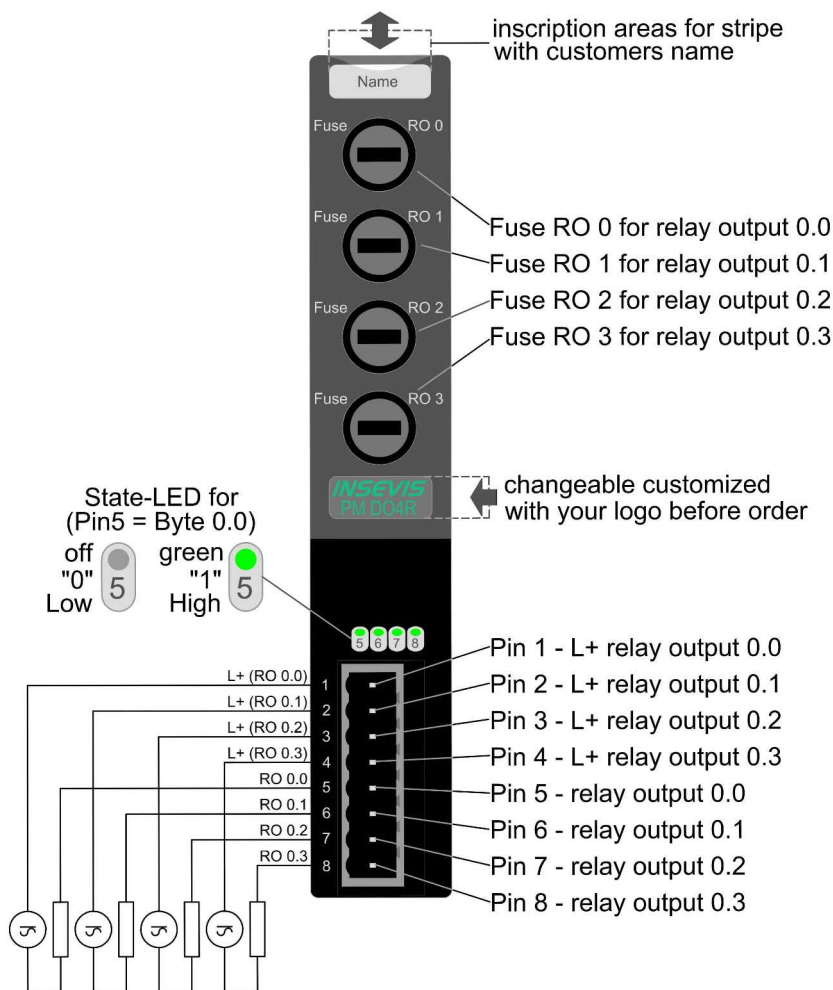 inscription areas for stripe
with customers name
Name
Fuse RO 0
Fuse RO 1
Fuse RO 2
Fuse RO 3
Fuse RO 0 for relay output 0.0
Fuse RO 1 for relay output 0.1
Fuse RO 2 for relay output 0.2
Fuse RO 3 for relay output 0.3
INSEVIS
PM DO4R
changeable customized
with your logo before order
State-LED for
(Pin5 = Byte 0.0)
off
"0"
Low
5
green
"1"
High
5
5 6 7 8
L+ (RO 0.0) 1
L+ (RO 0.1) 2
L+ (RO 0.2) 3
L+ (RO 0.3) 4
RO 0.0 5
RO 0.1 6
RO 0.2 7
RO 0.3 8
Pin 1 - L+ relay output 0.0
Pin 2 - L+ relay output 0.1
Pin 3 - L+ relay output 0.2
Pin 4 - L+ relay output 0.3
Pin 5 - relay output 0.0
Pin 6 - relay output 0.1
Pin 7 - relay output 0.2
Pin 8 - relay output 0.3